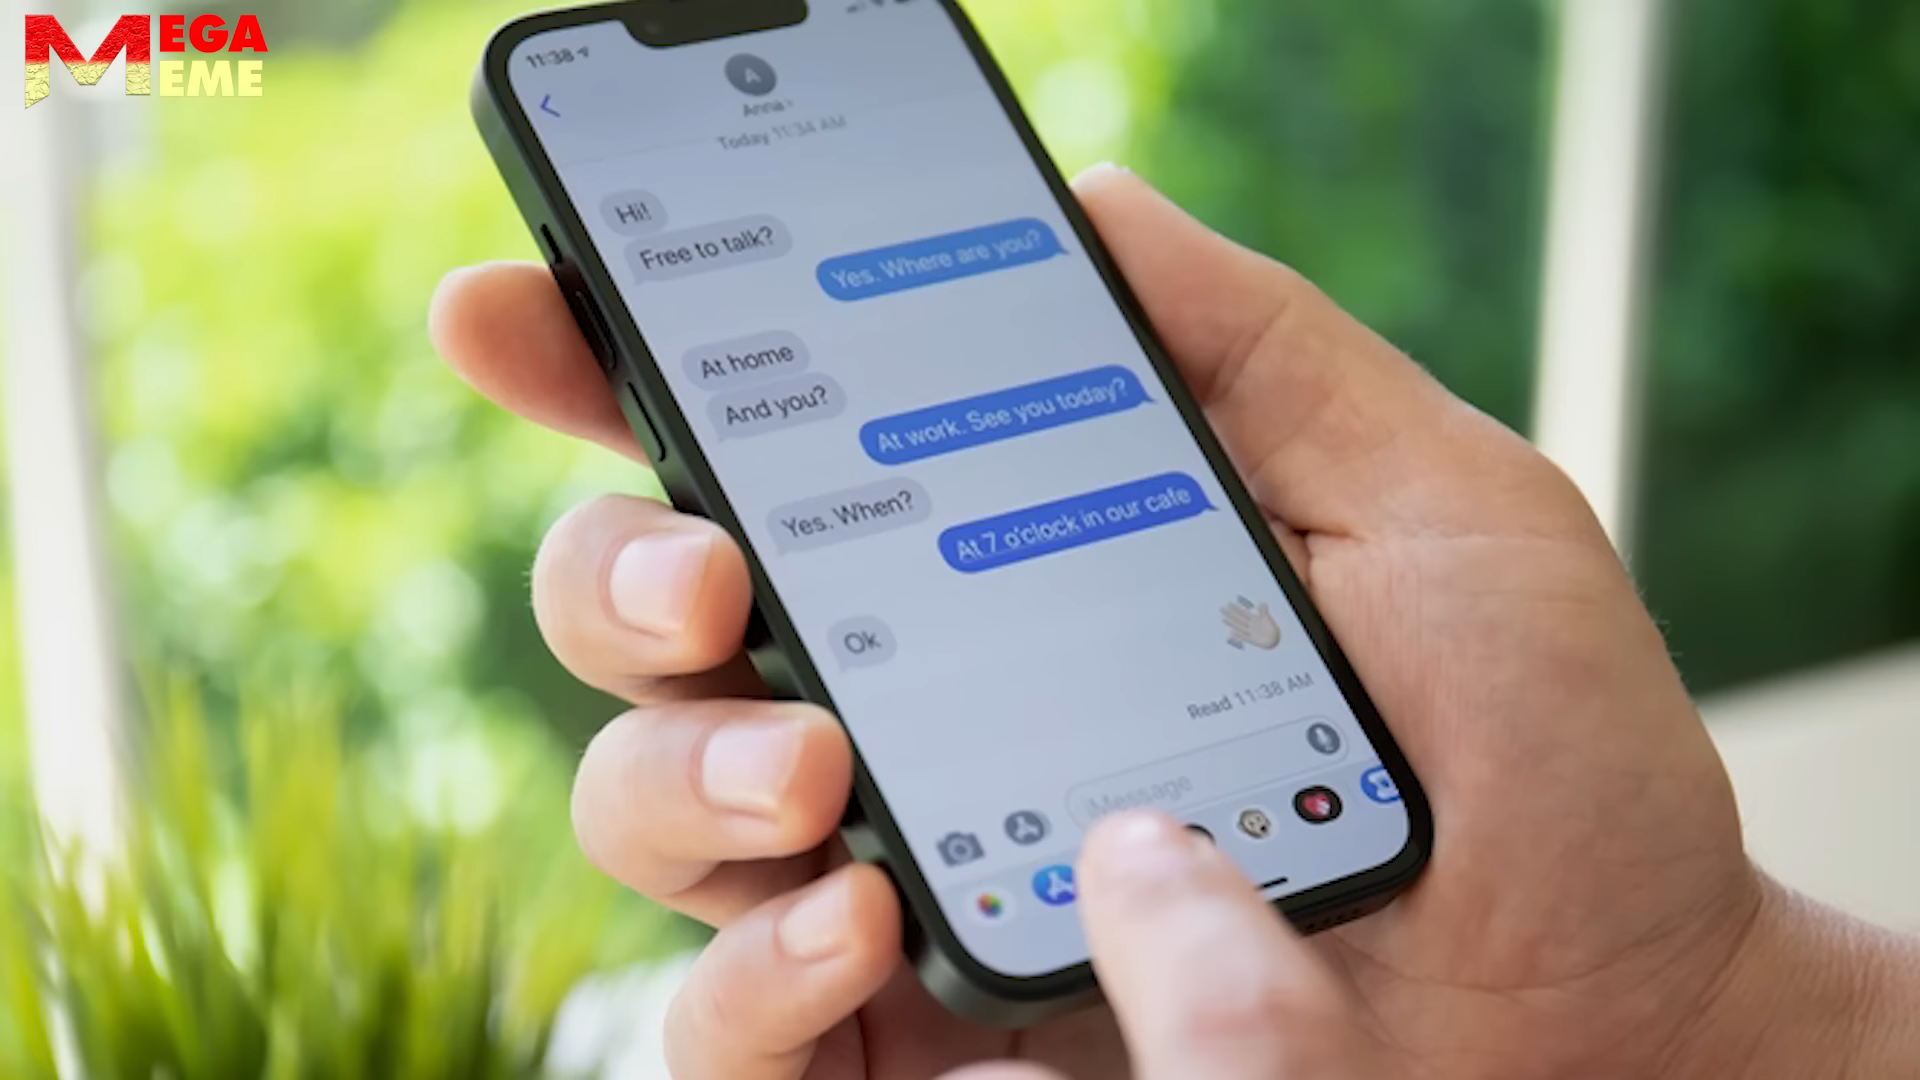 MEGA
MEME
11:38
A
Anna
Today 11:34 AM
Hi!
Free to talk?
Yes. Where are you?
At home
And you?
At work. See you today?
Yes. When?
At 7 o'clock in our cafe
Ok
Read 11:38 AM
iMessage